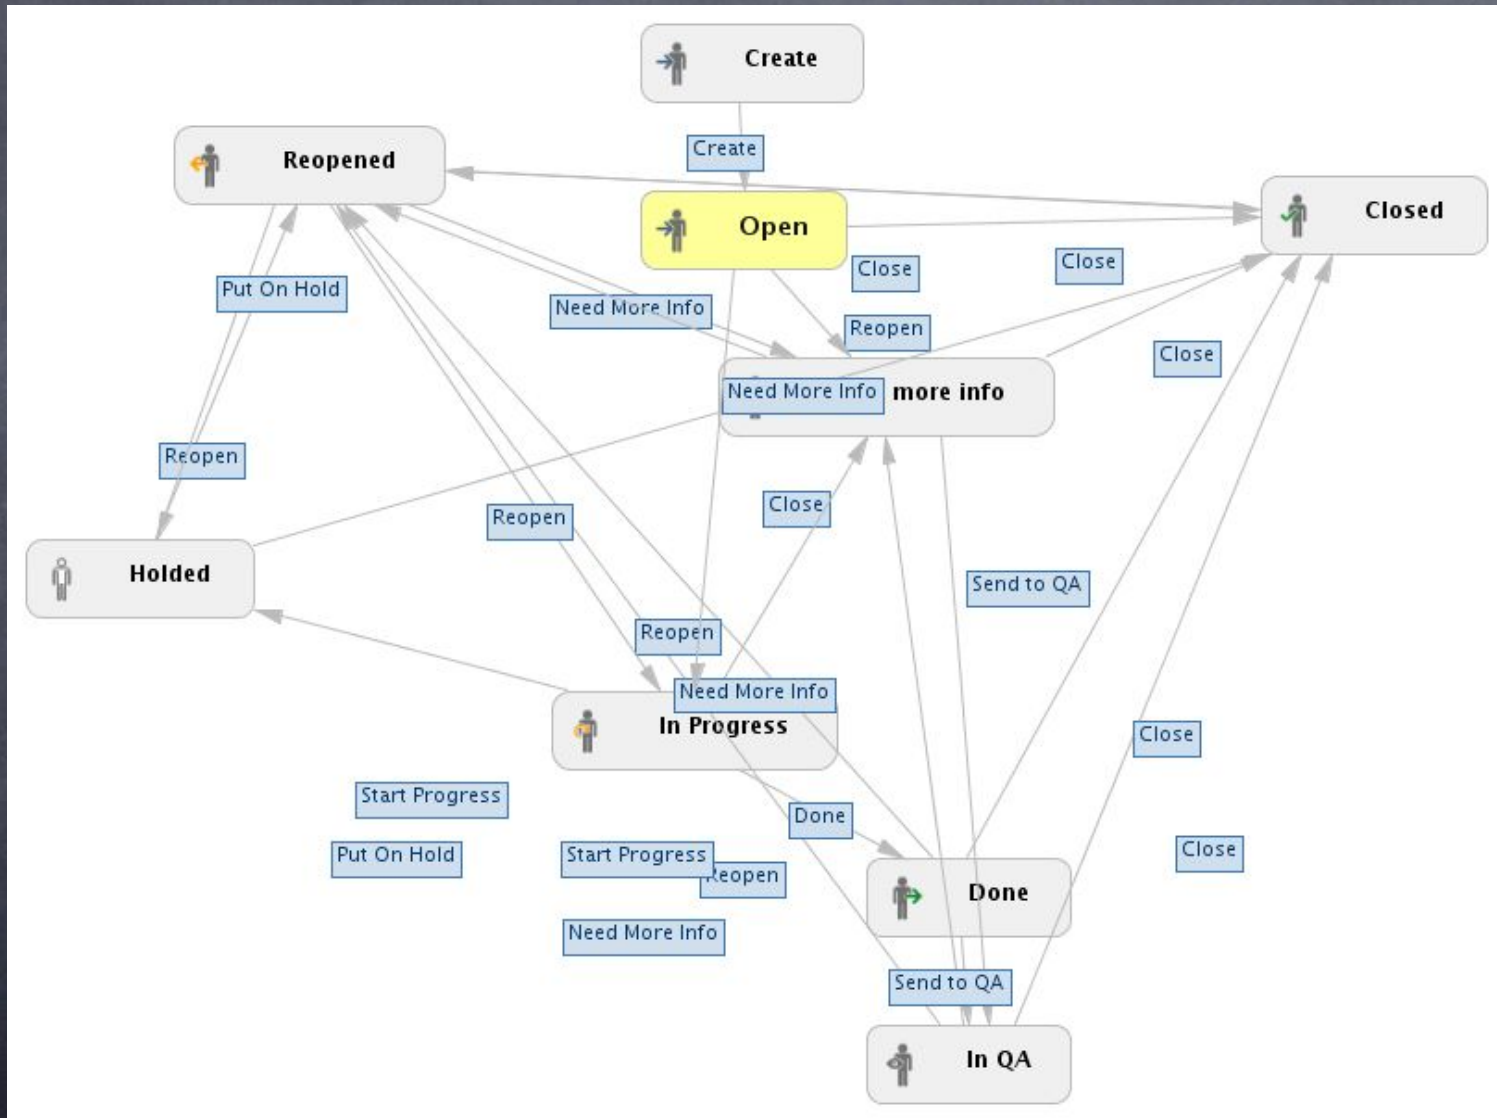 Create
Create
Reopened
Closed
Open
Close
Close
Put On Hold
Need More Info
Reopen
Close
Need More Info
more info
Reopen
Close
Reopen
Holded
Send to QA
Reopen
Need More Info
In Progress
Close
Start Progress
Done
Put On Hold
Start Progress
Reopen
Close
Done
Need More Info
Send to QA
In QA